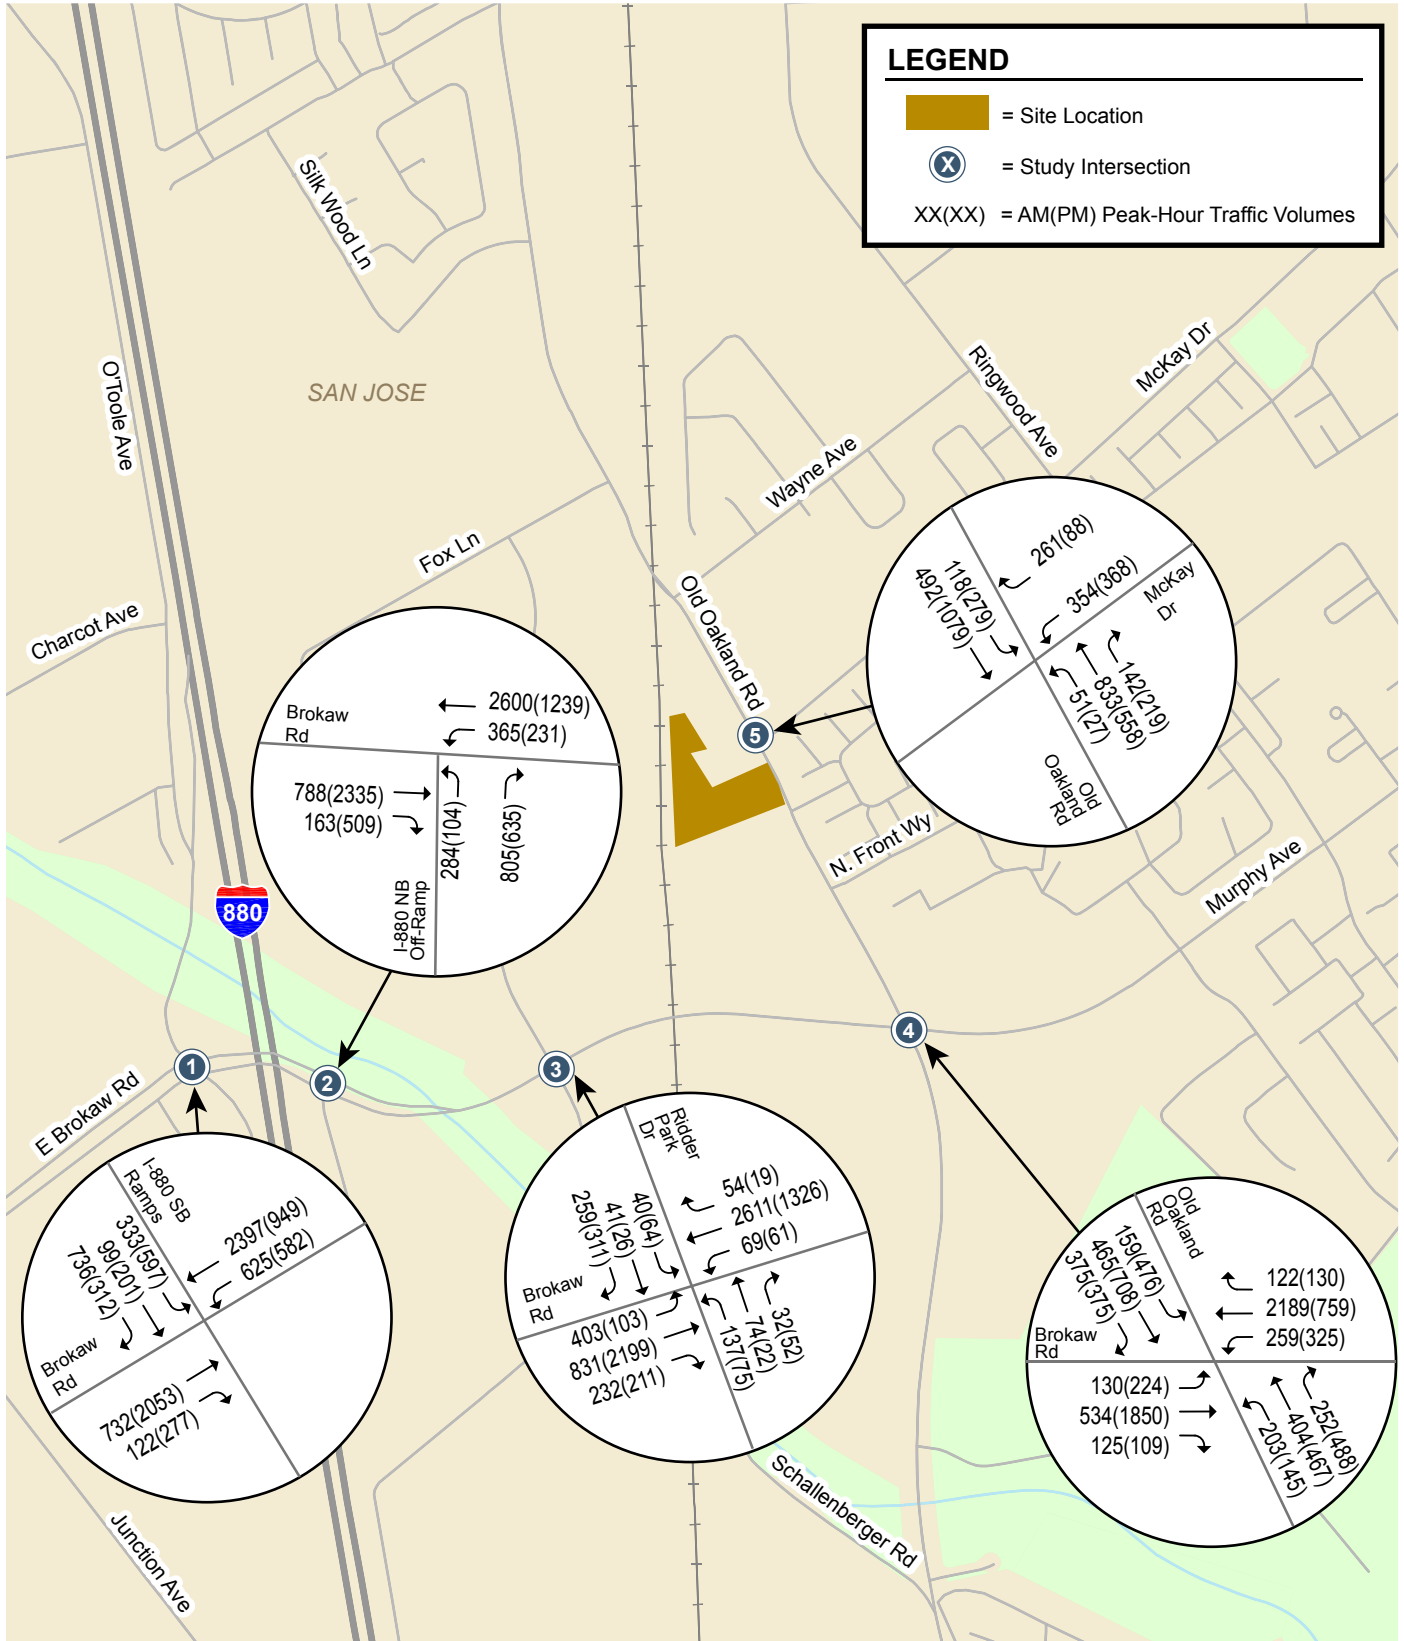 LEGEND
= Site Location
X
= Study Intersection
XX(XX) = AM(PM) Peak-Hour Traffic Volumes
Silk Wood Ln
SAN JOSE
O'Toole Ave
Ringwood Ave
McKay Dr
Wayne Ave
Fox Ln
Charcot Ave
Old Oakland Rd
N. Front Wy
Murphy Ave
880
E Brokaw Rd
Junction Ave
Schallenberger Rd
1
2
3
4
5
261(88)
354(368)
118(279)
492(1079)
McKay
Dr
142(219)
833(558)
51(27)
Old
Oakland
Rd
Brokaw
Rd
2600(1239)
365(231)
788(2335)
163(509)
284(104)
805(635)
I-880 NB
Off-Ramp
I-880 SB
Ramps
333(597)
99(201)
736(312)
2397(949)
625(582)
Brokaw
Rd
732(2053)
122(277)
Ridder
Park
Dr
40(64)
41(26)
259(311)
54(19)
2611(1326)
69(61)
Brokaw
Rd
403(103)
831(2199)
232(211)
137(75)
74(22)
32(52)
Old
Oakland
Rd
159(476)
465(708)
375(375)
122(130)
2189(759)
259(325)
Brokaw
Rd
130(224)
534(1850)
125(109)
203(145)
404(467)
252(488)